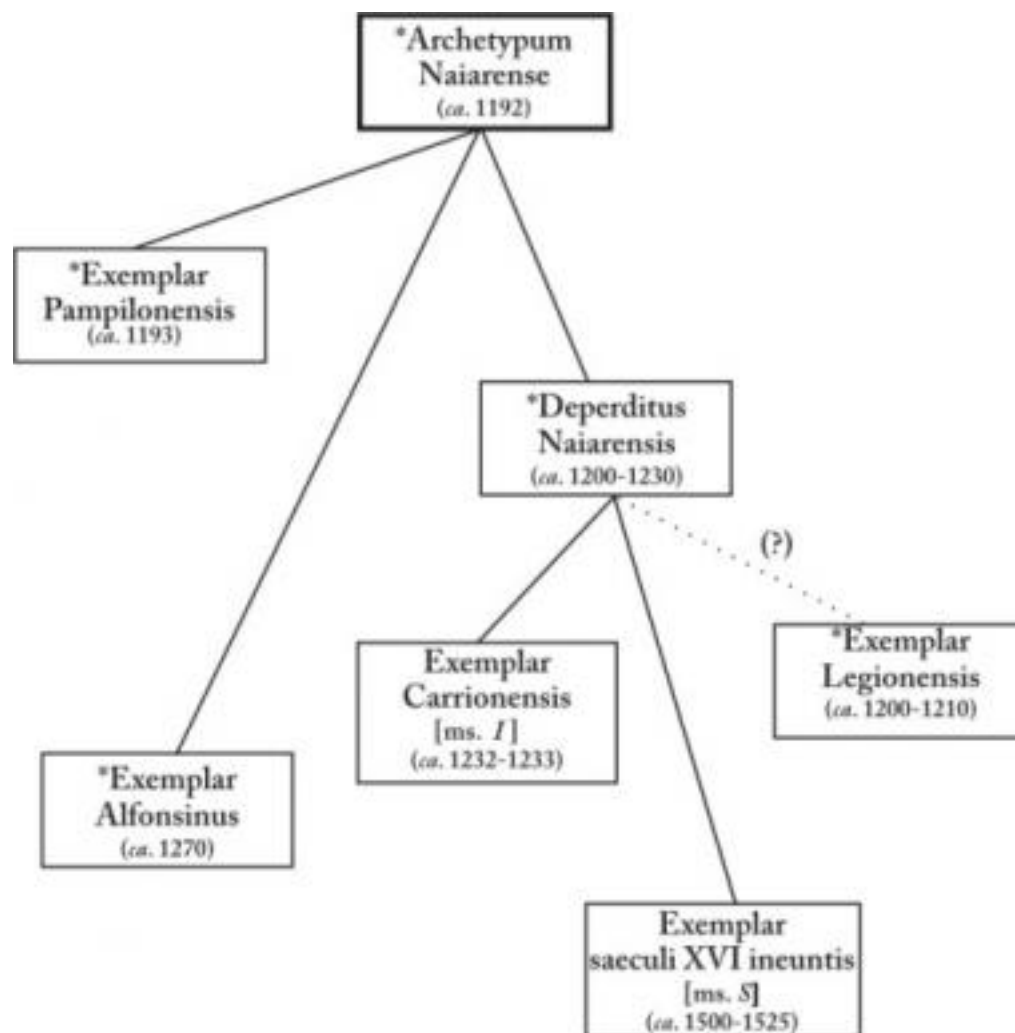 *Archetypum
Naiarense
(ca. 1192)
*Exemplar
Pampilonensis
(ca. 1193)
*Deperditus
Naiarensis
(ca. 1200-1230)
(?)
*Exemplar
Legionensis
(ca. 1200-1210)
Exemplar
Carrionensis
[ms. I]
(ca. 1232-1233)
*Exemplar
Alfonsinus
(ca. 1270)
Exemplar
saeculi XVI ineuntis
[ms. S]
(ca. 1500-1525)